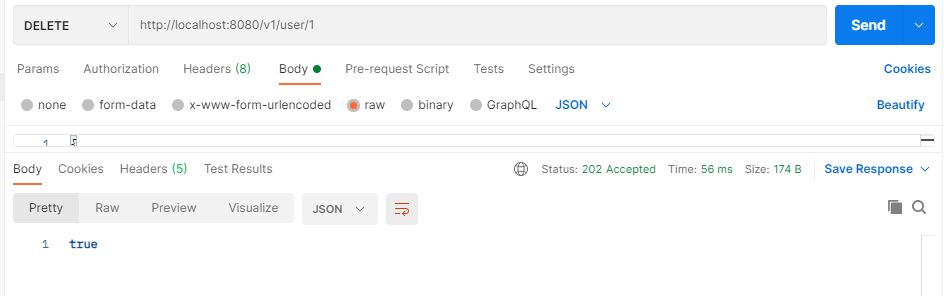 DELETE http://localhost:8080/v1/user/1 Send
Params Authorization Headers (8) Body Pre-request Script Tests Settings Cookies
none form-data x-www-form-urlencoded raw binary GraphQL JSON Beautify
1
Body Cookies Headers (5) Test Results Status: 202 Accepted Time: 56 ms Size: 174 B Save Response
Pretty Raw Preview Visualize JSON
1 true